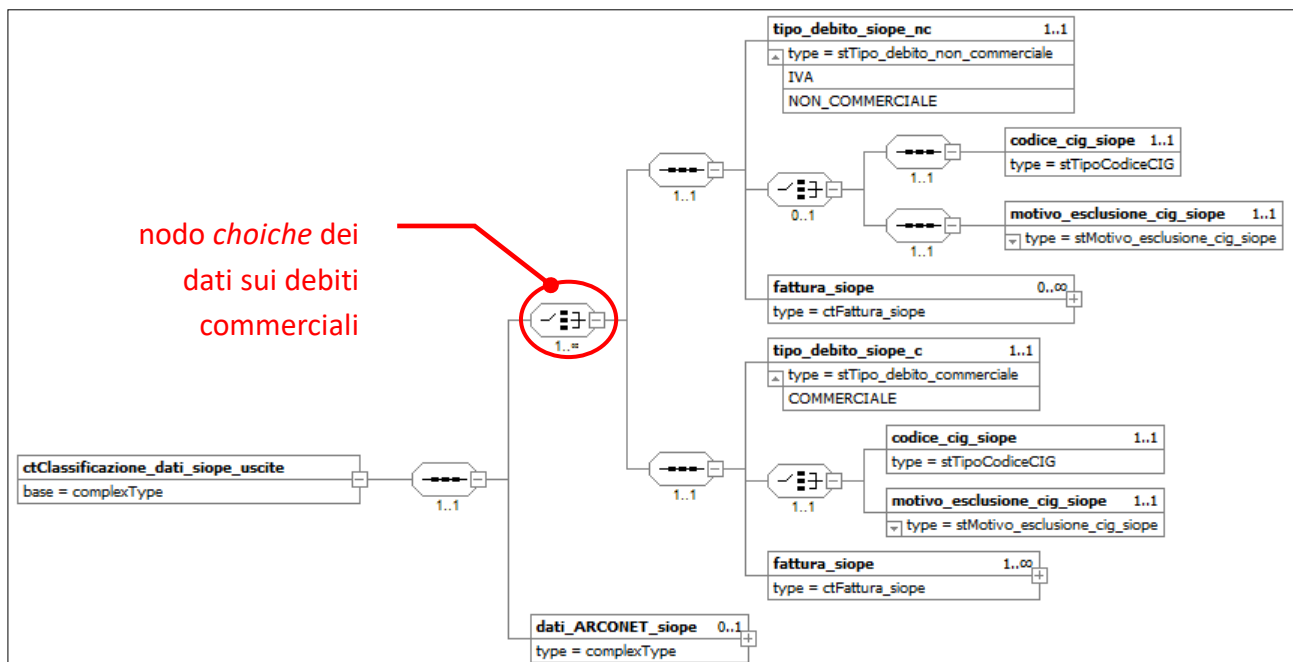 tipo_debito_siope_nc 1..1
type = stTipo_debito_non_commerciale
IVA
NON_COMMERCIALE
codice_cig_siope 1..1
type = stTipoCodiceCIG
1..1
1..1
0..1
motivo_esclusione_cig_siope 1..1
type = stMotivo_esclusione_cig_siope
1..1
nodo choiche dei
dati sui debiti
commerciali
fattura_siope 0..∞
type = ctFattura_siope
1..∞
tipo_debito_siope_c 1..1
type = stTipo_debito_commerciale
COMMERCIALE
codice_cig_siope 1..1
type = stTipoCodiceCIG
ctClassificazione_dati_siope_uscite
base = complexType
1..1
1..1
1..1
motivo_esclusione_cig_siope 1..1
type = stMotivo_esclusione_cig_siope
fattura_siope 1..∞
type = ctFattura_siope
dati_ARCONET_siope 0..1
type = complexType